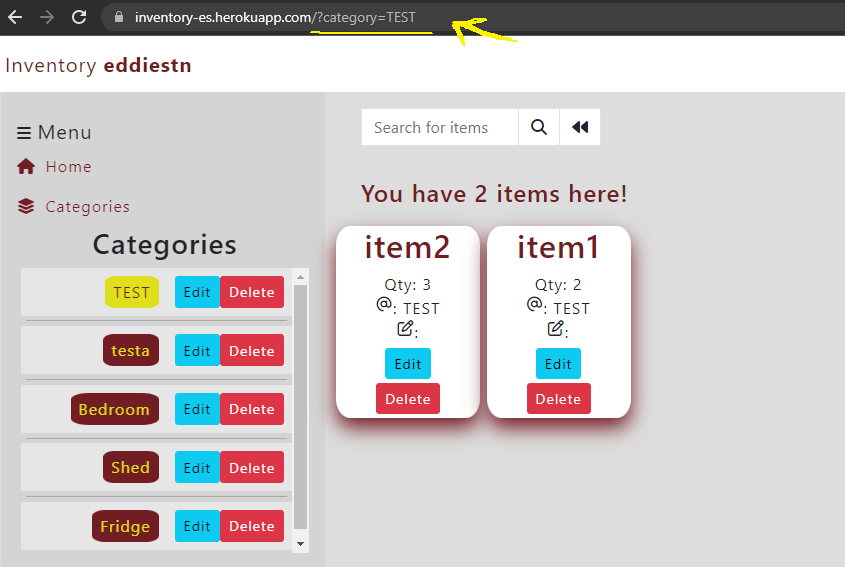 inventory-es.herokuapp.com/?category=TEST
Inventory eddiestn
Menu
Home
Categories
Categories
TEST Edit Delete
testa Edit Delete
Bedroom Edit Delete
Shed Edit Delete
Fridge Edit Delete
Search for items
You have 2 items here!
item2
Qty: 3
@: TEST
:
Edit
Delete
item1
Qty: 2
@: TEST
:
Edit
Delete